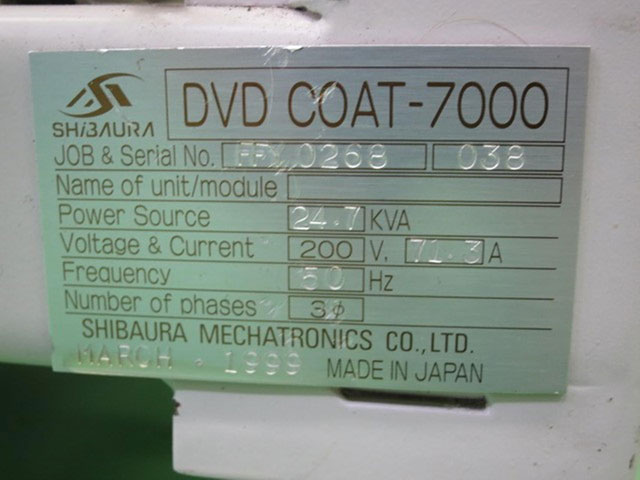 DVD COAT-7000
SHIBAURA
JOB & Serial No. 0268 038
Name of unit/module
Power Source 24.7 KVA
Voltage & Current 200 V, 71.3 A
Frequency 50 Hz
Number of phases 3φ
SHIBAURA MECHATRONICS CO.,LTD.
MARCH . 1999 MADE IN JAPAN